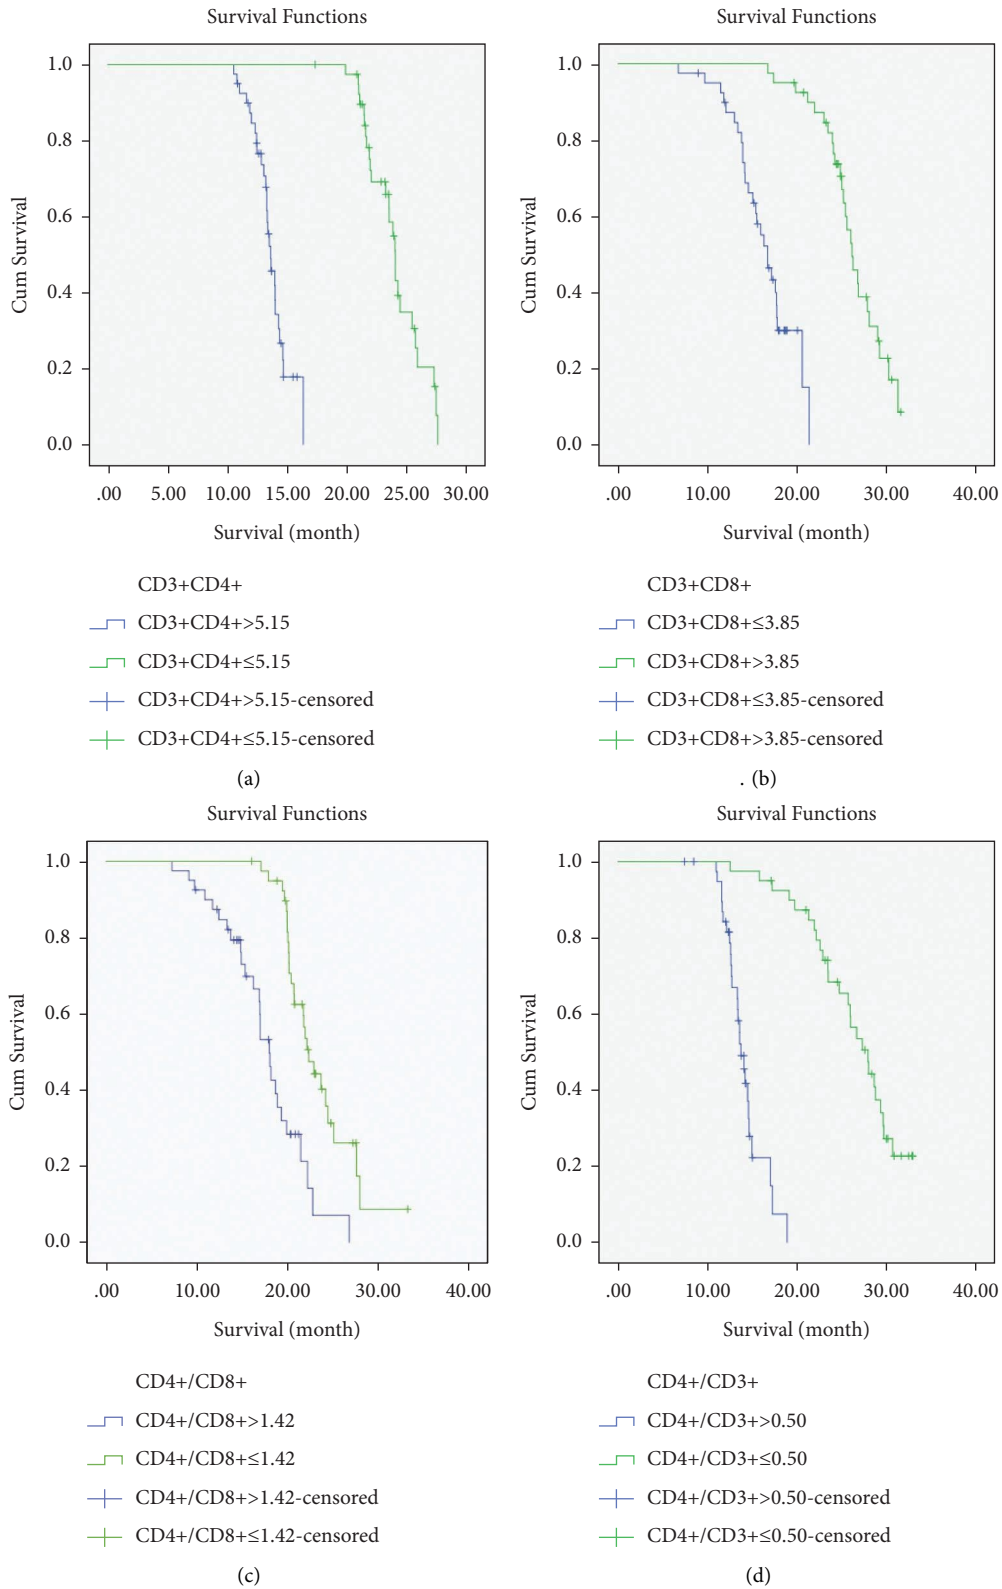 Survival Functions
1.0
0.8
0.6
0.4
0.2
0.0
Cum Survival
.00 5.00 10.00 15.00 20.00 25.00 30.00
Survival (month)
CD3+CD4+
CD3+CD4+>5.15
CD3+CD4+≤5.15
CD3+CD4+>5.15-censored
CD3+CD4+≤5.15-censored
(a)
Survival Functions
1.0
0.8
0.6
0.4
0.2
0.0
Cum Survival
.00 10.00 20.00 30.00 40.00
Survival (month)
CD3+CD8+
CD3+CD8+≤3.85
CD3+CD8+>3.85
CD3+CD8+≤3.85-censored
CD3+CD8+>3.85-censored
. (b)
Survival Functions
1.0
0.8
0.6
0.4
0.2
0.0
Cum Survival
.00 10.00 20.00 30.00 40.00
Survival (month)
CD4+/CD8+
CD4+/CD8+>1.42
CD4+/CD8+≤1.42
CD4+/CD8+>1.42-censored
CD4+/CD8+≤1.42-censored
(c)
Survival Functions
1.0
0.8
0.6
0.4
0.2
0.0
Cum Survival
.00 10.00 20.00 30.00 40.00
Survival (month)
CD4+/CD3+
CD4+/CD3+>0.50
CD4+/CD3+≤0.50
CD4+/CD3+>0.50-censored
CD4+/CD3+≤0.50-censored
(d)